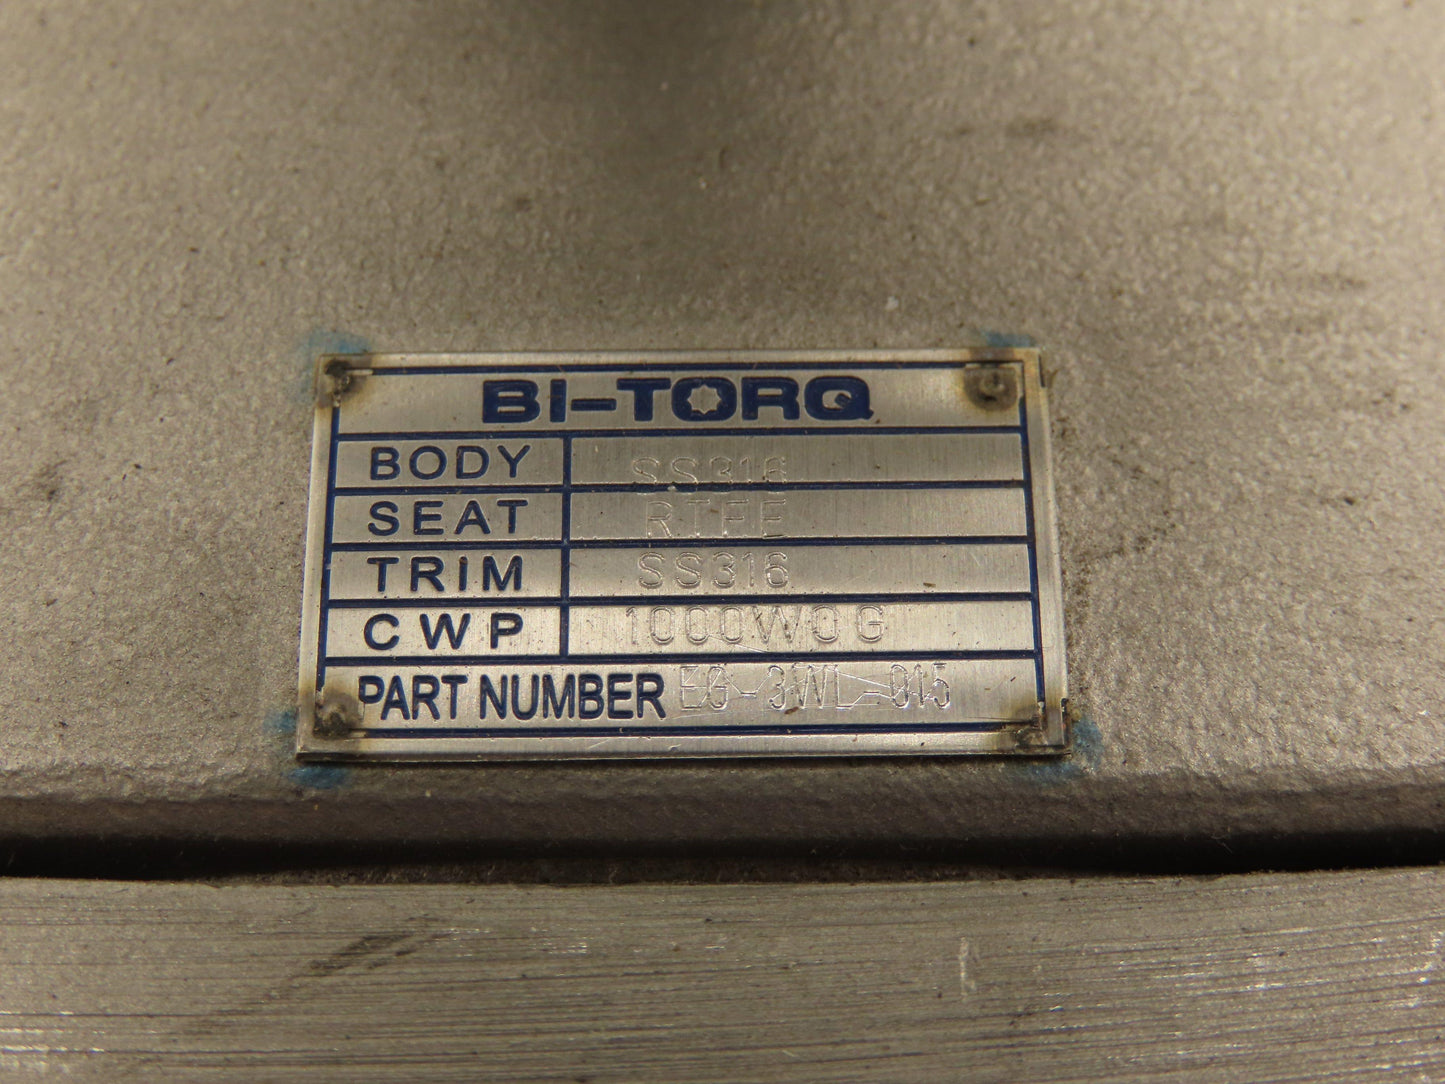 BI-TORQ
BODY SS316
SEAT RTFE
TRIM SS316
CWP 1000WOG
PART NUMBER EG-3WL-015